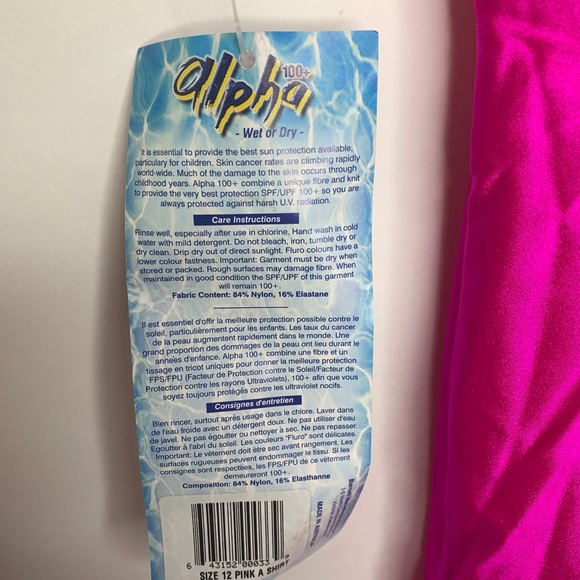 alpha 100+
- Wet or Dry -
It is essential to provide the best sun protection available,
particulary for children. Skin cancer rates are climbing rapidly
world-wide. Much of the damage to the skin occurs through
childhood years. Alpha 100+ combine a unique fibre and knit
to provide the very best protection SPF/UPF 100+ so you are
always protected against harsh U.V. radiation.
Care Instructions
Rinse well, especially after use in chlorine, Hand wash in cold
water with mild detergent. Do not bleach, iron, tumble dry or
dry clean. Drip dry out of direct sunlight. Fluro colours have a
lower colour fastness. Important: Garment must be dry when
stored or packed. Rough surfaces may damage fibre. When
maintained in good condition the SPF/UPF of this garment
will remain 100+.
Fabric Content: 84% Nylon, 16% Elastane
Il est essentiel d'offir la meilleure protection possible contre le
soleil, particulièrement pour les enfants. Les taux du cancer
de la peau augmentent rapidement dans le monde. Une
grand proportion des dommages de la peau ont lieu durant le
années d'enfance. Alpha 100+ combine une fibre et un
tissage en tricot uniques pour donner la meilleure protection
FPS/FPU (Facteur de Protection contre le Soleil/Facteur de
Protection contre les rayons Ultraviolets), 100+ afin que vous
soyez toujours protégés contre les ultraviolet nocifs.
Consignes d'entretien
Bien rincer, surtout après usage dans le chlore. Laver dans
de l'eau froide avec un détergent doux. Ne pas utiliser d'eau
de javel. Ne pas égoutter ou nettoyer à sec. Ne pas repasser.
Egoutter à l'abri du soleil. Les couleurs "Fluro" sont délicates.
Important: Le vêtement doit être sec avant rangement. Les
surfaces rugueuses peuvent endommager le tissu. Si les
consignes sont respectées, les FPS/FPU de ce vêtement
demeureront 100+.
Composition: 84% Nylon, 16% Elasthanne
6 43152 00033 9
SIZE 12 PINK A SHIRT
MADE IN